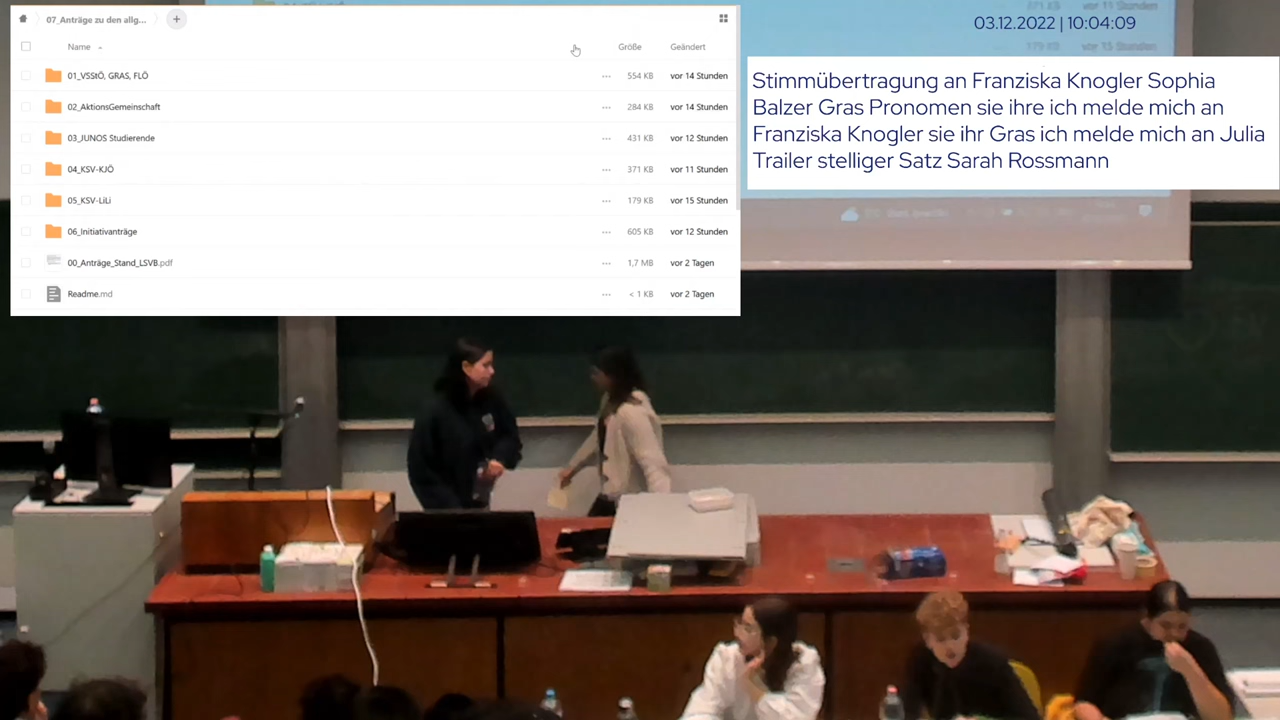 07_Anträge zu den allg...
+
Name Größe Geändert
01_VSStÖ, GRAS, FLÖ ... 554 KB vor 14 Stunden
02_AktionsGemeinschaft ... 284 KB vor 14 Stunden
03_JUNOS Studierende ... 431 KB vor 12 Stunden
04_KSV-KJÖ ... 371 KB vor 11 Stunden
05_KSV-LiLi ... 179 KB vor 15 Stunden
06_Initiativanträge ... 605 KB vor 12 Stunden
00_Anträge_Stand_LSVB.pdf ... 1,7 MB vor 2 Tagen
Readme.md ... < 1 KB vor 2 Tagen
03.12.2022 | 10:04:09
Stimmübertragung an Franziska Knogler Sophia
Balzer Gras Pronomen sie ihre ich melde mich an
Franziska Knogler sie ihr Gras ich melde mich an Julia
Trailer stelliger Satz Sarah Rossmann